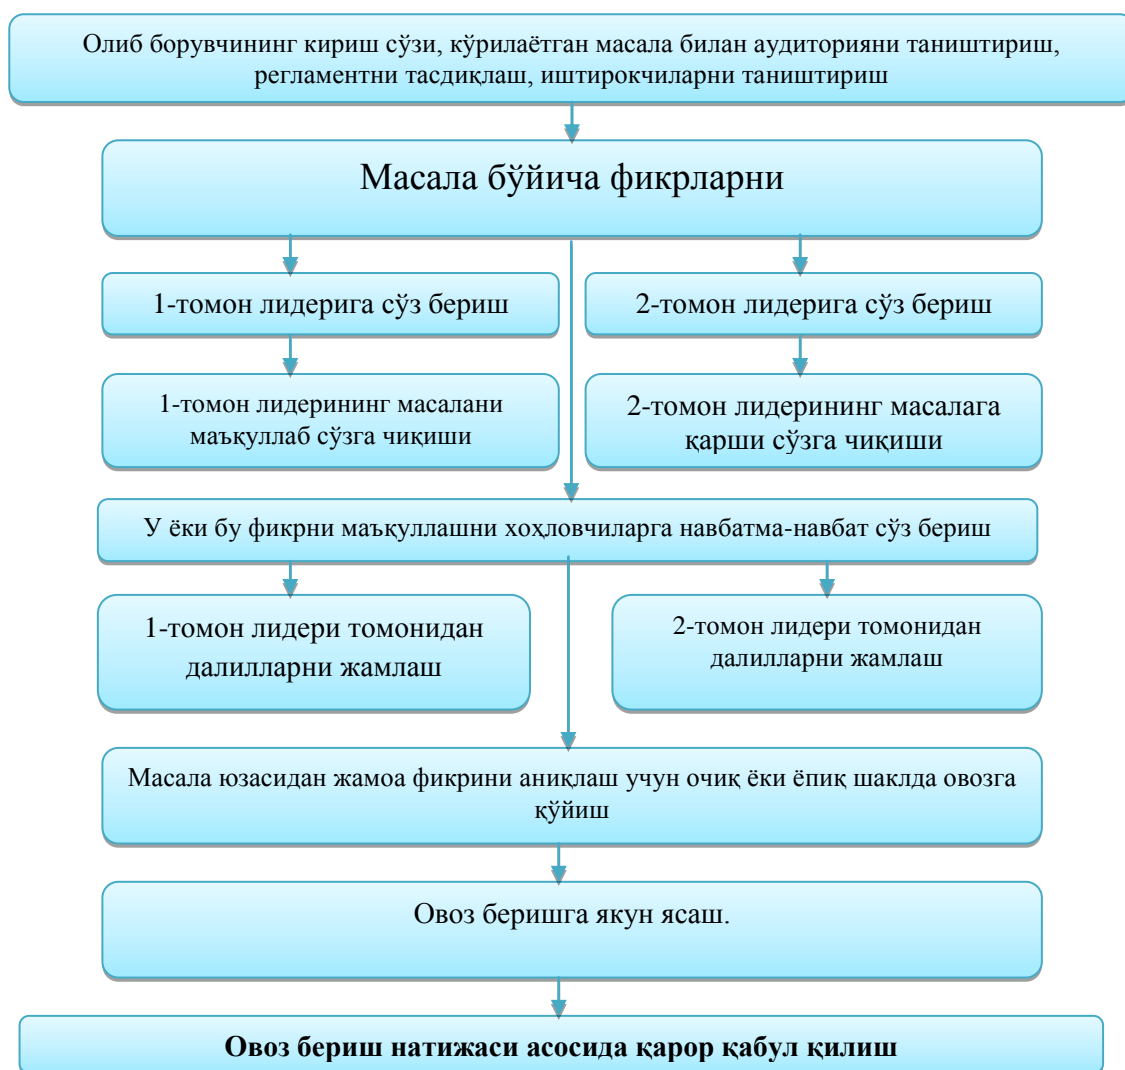 Олиб борувчининг кириш сўзи, кўрилаётган масала билан аудиторияни таништириш,
регламентни тасдиқлаш, иштирокчиларни таништириш
Масала бўйича фикрларни
1-томон лидерига сўз бериш
2-томон лидерига сўз бериш
1-томон лидерининг масалани
маъқуллаб сўзга чиқиши
2-томон лидерининг масалага
қарши сўзга чиқиши
У ёки бу фикрни маъқуллашни хоҳловчиларга навбатма-навбат сўз бериш
1-томон лидери томонидан
далилларни жамлаш
2-томон лидери томонидан
далилларни жамлаш
Масала юзасидан жамоа фикрини аниқлаш учун очиқ ёки ёпиқ шаклда овозга
қўйиш
Овоз беришга якун ясаш.
Овоз бериш натижаси асосида қарор қабул қилиш